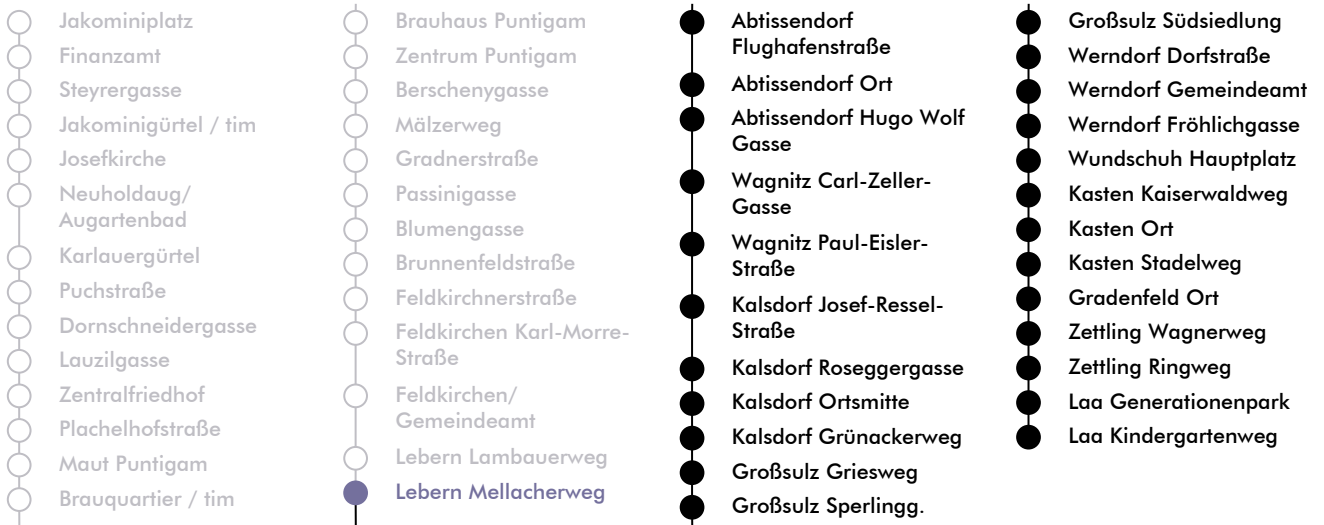 Jakominiplatz
Finanzamt
Steyrergasse
Jakominigürtel / tim
Josefkirche
Neuholdaug/
Augartenbad
Karlauergürtel
Puchstraße
Dornschneidergasse
Lauzilgasse
Zentralfriedhof
Plachelhofstraße
Maut Puntigam
Brauquartier / tim
Brauhaus Puntigam
Zentrum Puntigam
Berschenygasse
Mälzerweg
Gradnerstraße
Passinigasse
Blumengasse
Brunnenfeldstraße
Feldkirchnerstraße
Feldkirchen Karl-Morre-
Straße
Feldkirchen/
Gemeindeamt
Lebern Lambauerweg
Lebern Mellacherweg
Abtissendorf
Flughafenstraße
Abtissendorf Ort
Abtissendorf Hugo Wolf
Gasse
Wagnitz Carl-Zeller-
Gasse
Wagnitz Paul-Eisler-
Straße
Kalsdorf Josef-Ressel-
Straße
Kalsdorf Roseggergasse
Kalsdorf Ortsmitte
Kalsdorf Grünackerweg
Großsulz Griesweg
Großsulz Sperlingg.
Großsulz Südsiedlung
Werndorf Dorfstraße
Werndorf Gemeindeamt
Werndorf Fröhlichgasse
Wundschuh Hauptplatz
Kasten Kaiserwaldweg
Kasten Ort
Kasten Stadelweg
Gradenfeld Ort
Zettling Wagnerweg
Zettling Ringweg
Laa Generationenpark
Laa Kindergartenweg